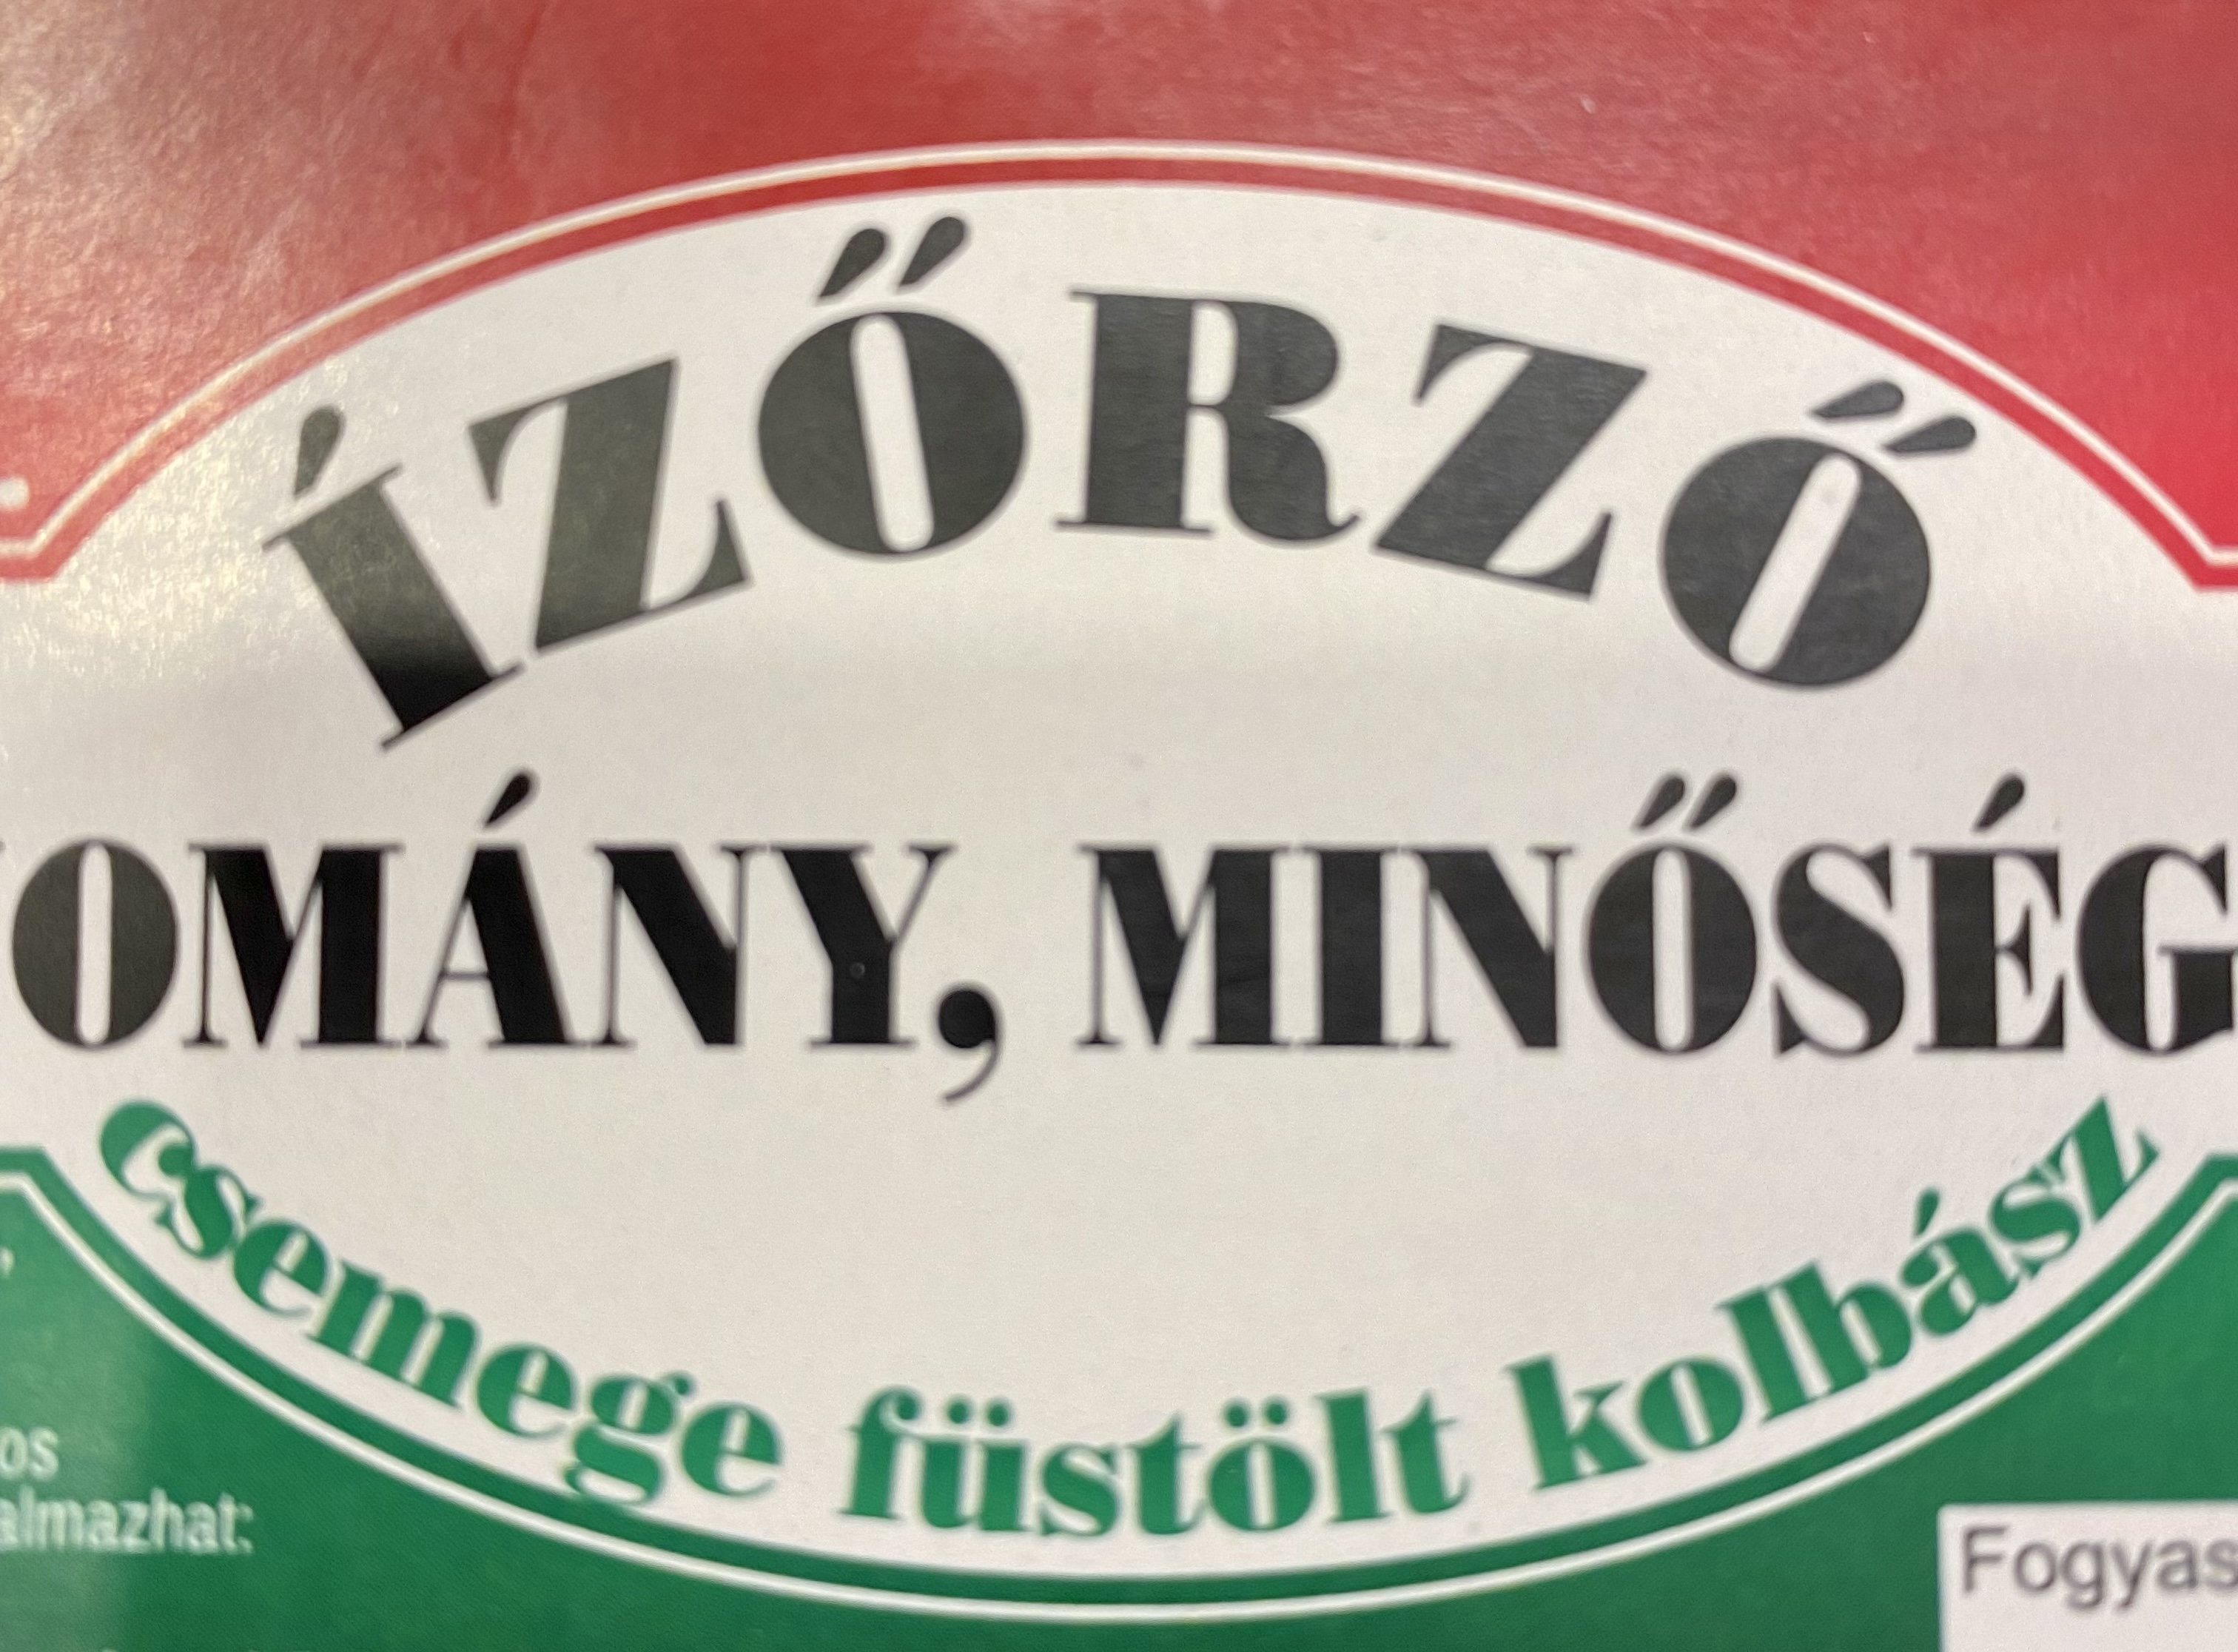 ÍZŐRZŐ
OMÁNY, MINŐSÉG
csemege füstölt kolbász
os
almazhat:
Fogyas